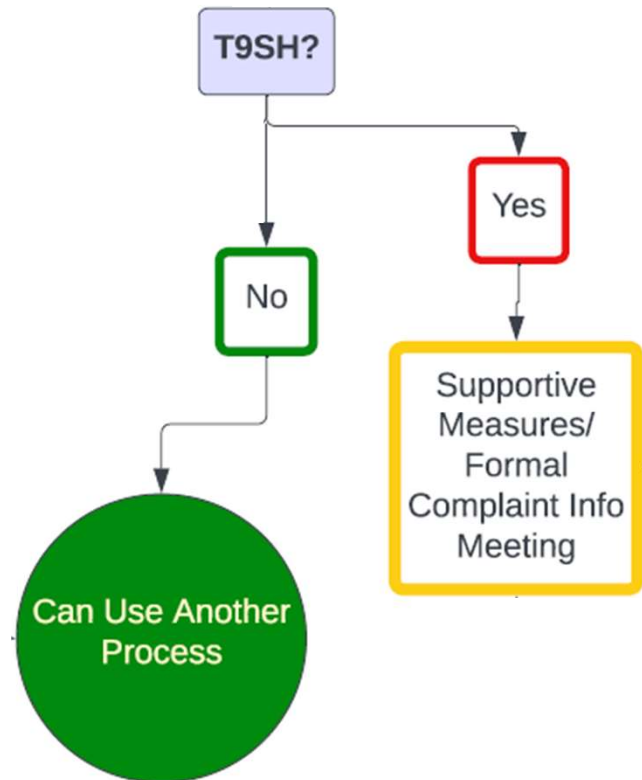 T9SH?
Yes
No
Supportive
Measures/
Formal
Complaint Info
Meeting
Can Use Another
Process